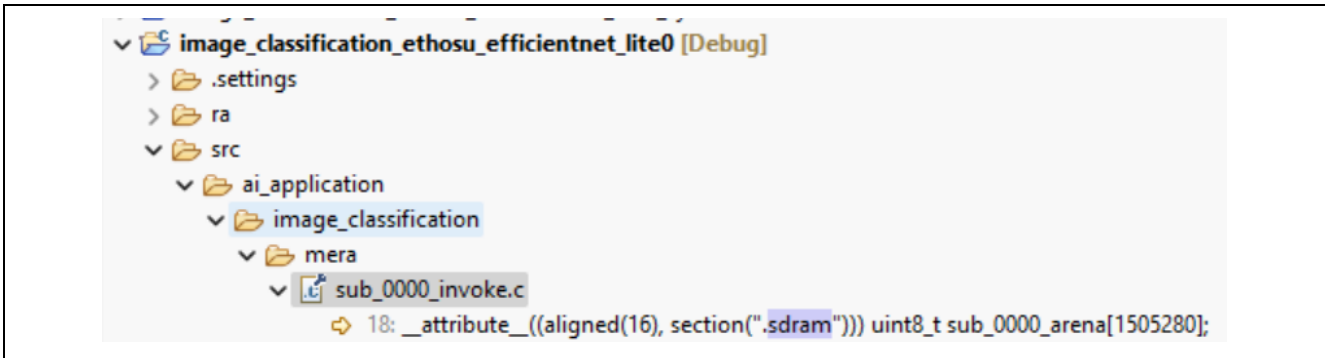 image_classification_ethosu_efficientnet_lite0 [Debug]
.settings
ra
src
ai_application
image_classification
mera
sub_0000_invoke.c
18: __attribute__((aligned(16), section(".sdram"))) uint8_t sub_0000_arena[1505280];